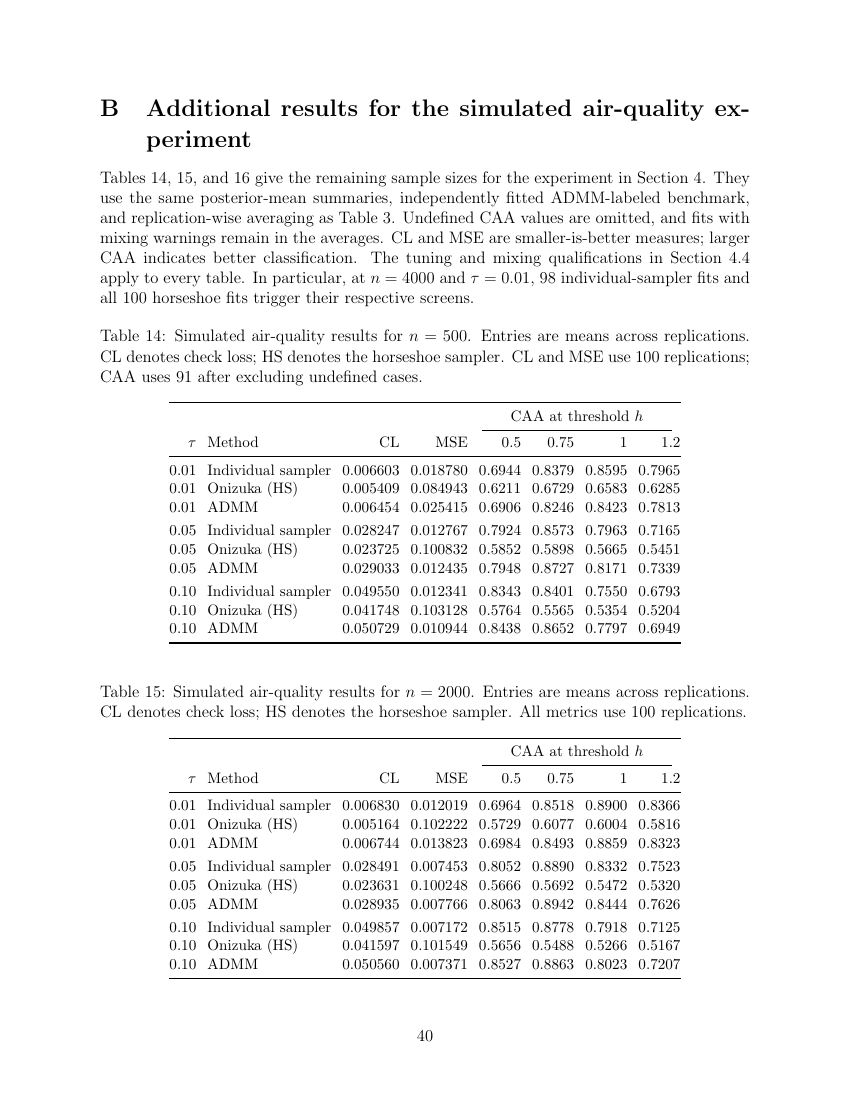 B Additional results for the simulated air-quality ex-
periment
Tables 14, 15, and 16 give the remaining sample sizes for the experiment in Section 4. They
use the same posterior-mean summaries, independently fitted ADMM-labeled benchmark,
and replication-wise averaging as Table 3. Undefined CAA values are omitted, and fits with
mixing warnings remain in the averages. CL and MSE are smaller-is-better measures; larger
CAA indicates better classification. The tuning and mixing qualifications in Section 4.4
apply to every table. In particular, at n = 4000 and τ = 0.01, 98 individual-sampler fits and
all 100 horseshoe fits trigger their respective screens.
Table 14: Simulated air-quality results for n = 500. Entries are means across replications.
CL denotes check loss; HS denotes the horseshoe sampler. CL and MSE use 100 replications;
CAA uses 91 after excluding undefined cases.
CAA at threshold h
τ Method CL MSE 0.5 0.75 1 1.2
0.01 Individual sampler 0.006603 0.018780 0.6944 0.8379 0.8595 0.7965
0.01 Onizuka (HS) 0.005409 0.084943 0.6211 0.6729 0.6583 0.6285
0.01 ADMM 0.006454 0.025415 0.6906 0.8246 0.8423 0.7813
0.05 Individual sampler 0.028247 0.012767 0.7924 0.8573 0.7963 0.7165
0.05 Onizuka (HS) 0.023725 0.100832 0.5852 0.5898 0.5665 0.5451
0.05 ADMM 0.029033 0.012435 0.7948 0.8727 0.8171 0.7339
0.10 Individual sampler 0.049550 0.012341 0.8343 0.8401 0.7550 0.6793
0.10 Onizuka (HS) 0.041748 0.103128 0.5764 0.5565 0.5354 0.5204
0.10 ADMM 0.050729 0.010944 0.8438 0.8652 0.7797 0.6949
Table 15: Simulated air-quality results for n = 2000. Entries are means across replications.
CL denotes check loss; HS denotes the horseshoe sampler. All metrics use 100 replications.
CAA at threshold h
τ Method CL MSE 0.5 0.75 1 1.2
0.01 Individual sampler 0.006830 0.012019 0.6964 0.8518 0.8900 0.8366
0.01 Onizuka (HS) 0.005164 0.102222 0.5729 0.6077 0.6004 0.5816
0.01 ADMM 0.006744 0.013823 0.6984 0.8493 0.8859 0.8323
0.05 Individual sampler 0.028491 0.007453 0.8052 0.8890 0.8332 0.7523
0.05 Onizuka (HS) 0.023631 0.100248 0.5666 0.5692 0.5472 0.5320
0.05 ADMM 0.028935 0.007766 0.8063 0.8942 0.8444 0.7626
0.10 Individual sampler 0.049857 0.007172 0.8515 0.8778 0.7918 0.7125
0.10 Onizuka (HS) 0.041597 0.101549 0.5656 0.5488 0.5266 0.5167
0.10 ADMM 0.050560 0.007371 0.8527 0.8863 0.8023 0.7207
40